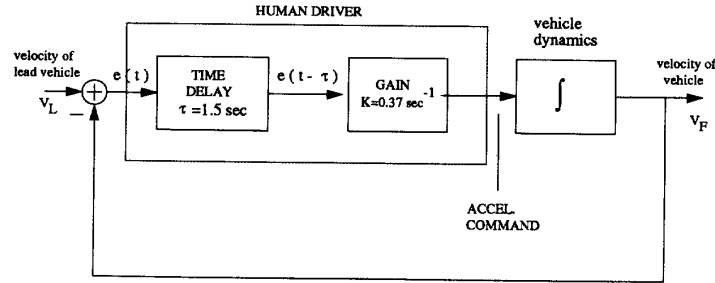 HUMAN DRIVER
vehicle
dynamics
velocity of
lead vehicle
e ( t )
TIME
DELAY
τ = 1.5 sec
e ( t - τ )
GAIN
K=0.37 sec⁻¹
∫
velocity of
vehicle
V_L
+
−
V_F
ACCEL.
COMMAND